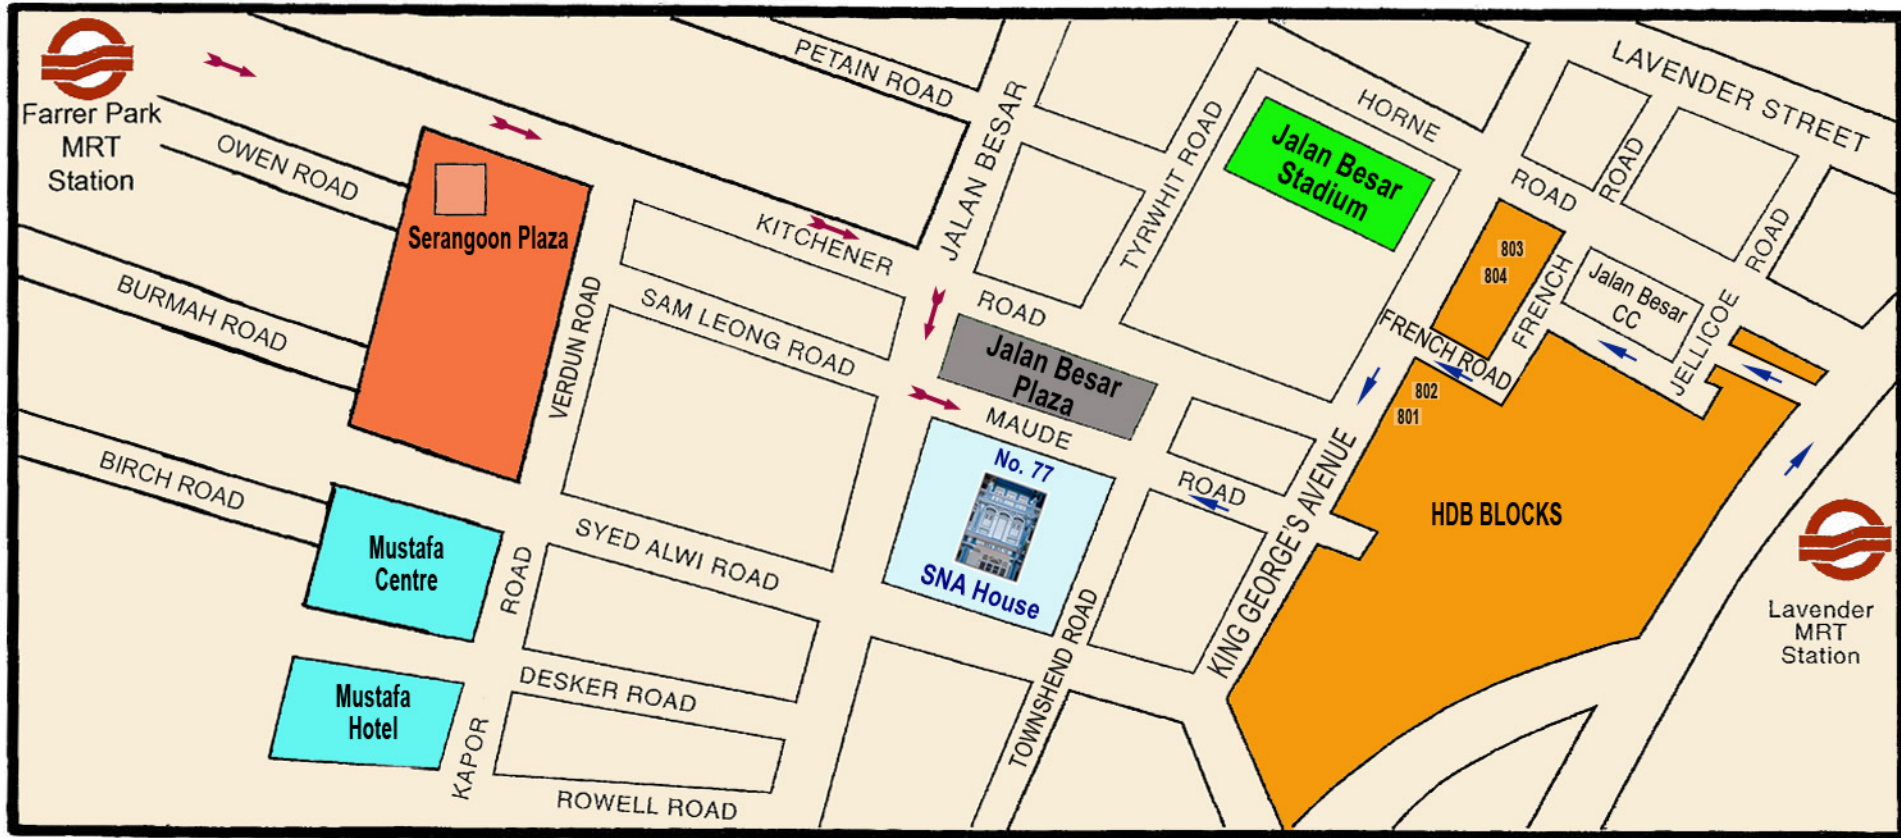 Farrer Park
MRT
Station
OWEN ROAD
BURMAH ROAD
BIRCH ROAD
Serangoon Plaza
Mustafa
Centre
Mustafa
Hotel
VERDUN ROAD
ROAD
KAPOR
PETAIN ROAD
KITCHENER
ROAD
SAM LEONG ROAD
SYED ALWI ROAD
DESKER ROAD
ROWELL ROAD
JALAN BESAR
JALAN BESAR
Jalan Besar
Plaza
MAUDE
ROAD
No. 77
SNA House
TOWNSHEND ROAD
TYRWHIT ROAD
Jalan Besar
Stadium
HORNE
ROAD
LAVENDER STREET
KING GEORGE'S AVENUE
FRENCH ROAD
FRENCH
ROAD
803
804
802
801
Jalan Besar
CC
JELLICOE
ROAD
HDB BLOCKS
Lavender
MRT
Station